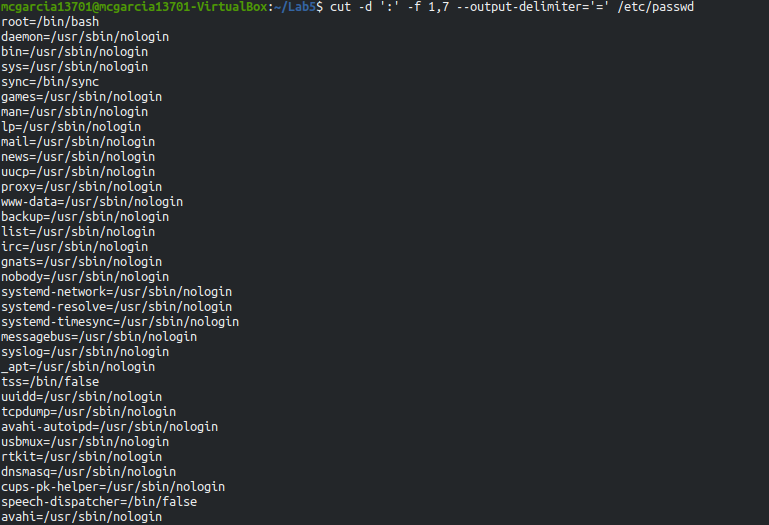 mcgarcia13701@mcgarcia13701-VirtualBox:~/Lab5$ cut -d ':' -f 1,7 --output-delimiter='=' /etc/passwd
root=/bin/bash
daemon=/usr/sbin/nologin
bin=/usr/sbin/nologin
sys=/usr/sbin/nologin
sync=/bin/sync
games=/usr/sbin/nologin
man=/usr/sbin/nologin
lp=/usr/sbin/nologin
mail=/usr/sbin/nologin
news=/usr/sbin/nologin
uucp=/usr/sbin/nologin
proxy=/usr/sbin/nologin
www-data=/usr/sbin/nologin
backup=/usr/sbin/nologin
list=/usr/sbin/nologin
irc=/usr/sbin/nologin
gnats=/usr/sbin/nologin
nobody=/usr/sbin/nologin
systemd-network=/usr/sbin/nologin
systemd-resolve=/usr/sbin/nologin
systemd-timesync=/usr/sbin/nologin
messagebus=/usr/sbin/nologin
syslog=/usr/sbin/nologin
_apt=/usr/sbin/nologin
tss=/bin/false
uuidd=/usr/sbin/nologin
tcpdump=/usr/sbin/nologin
avahi-autoipd=/usr/sbin/nologin
usbmux=/usr/sbin/nologin
rtkit=/usr/sbin/nologin
dnsmasq=/usr/sbin/nologin
cups-pk-helper=/usr/sbin/nologin
speech-dispatcher=/bin/false
avahi=/usr/sbin/nologin